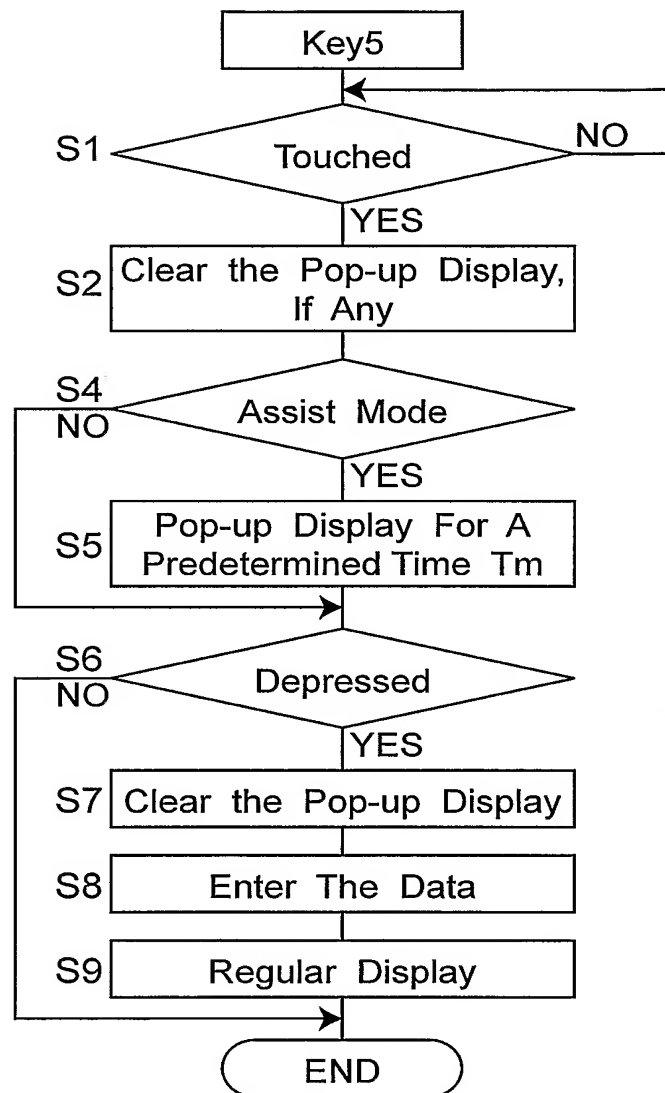 Key5
S1
Touched
NO
YES
S2
Clear the Pop-up Display,
If Any
S4
NO
Assist Mode
YES
S5
Pop-up Display For A
Predetermined Time Tm
S6
NO
Depressed
YES
S7
Clear the Pop-up Display
S8
Enter The Data
S9
Regular Display
END